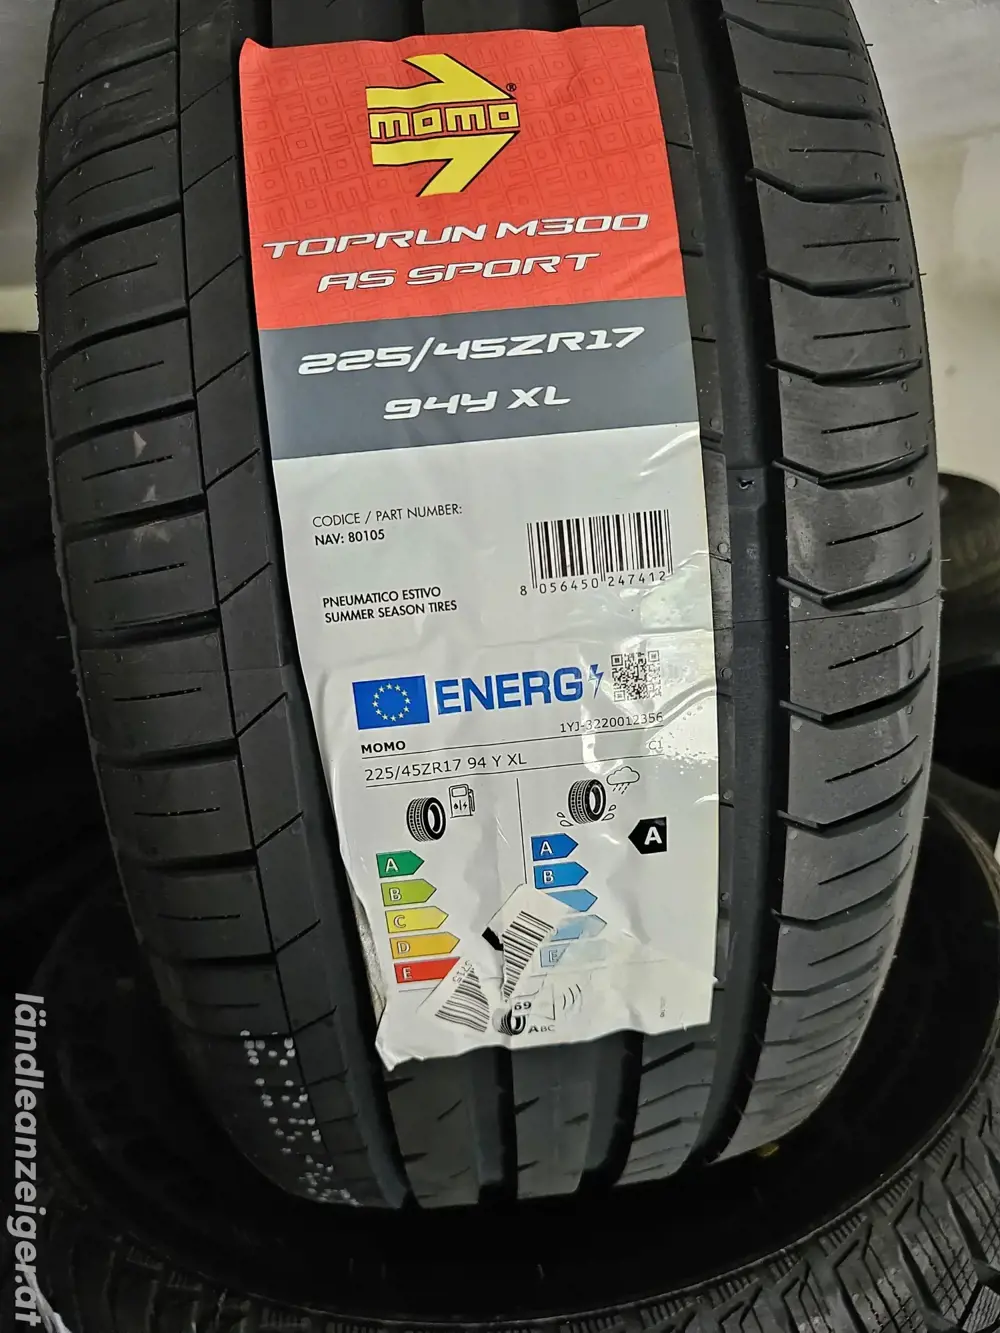 momo®
TOPRUN M300
AS SPORT
225/45ZR17
94Y XL
CODICE / PART NUMBER:
NAV: 80105
8 056450 247412
PNEUMATICO ESTIVO
SUMMER SEASON TIRES
ENERG
1YJ-3220012356
MOMO
C1
225/45ZR17 94 Y XL
A
B
C
D
E
A
B
E
A
69
ABC
ländleanzeiger.at